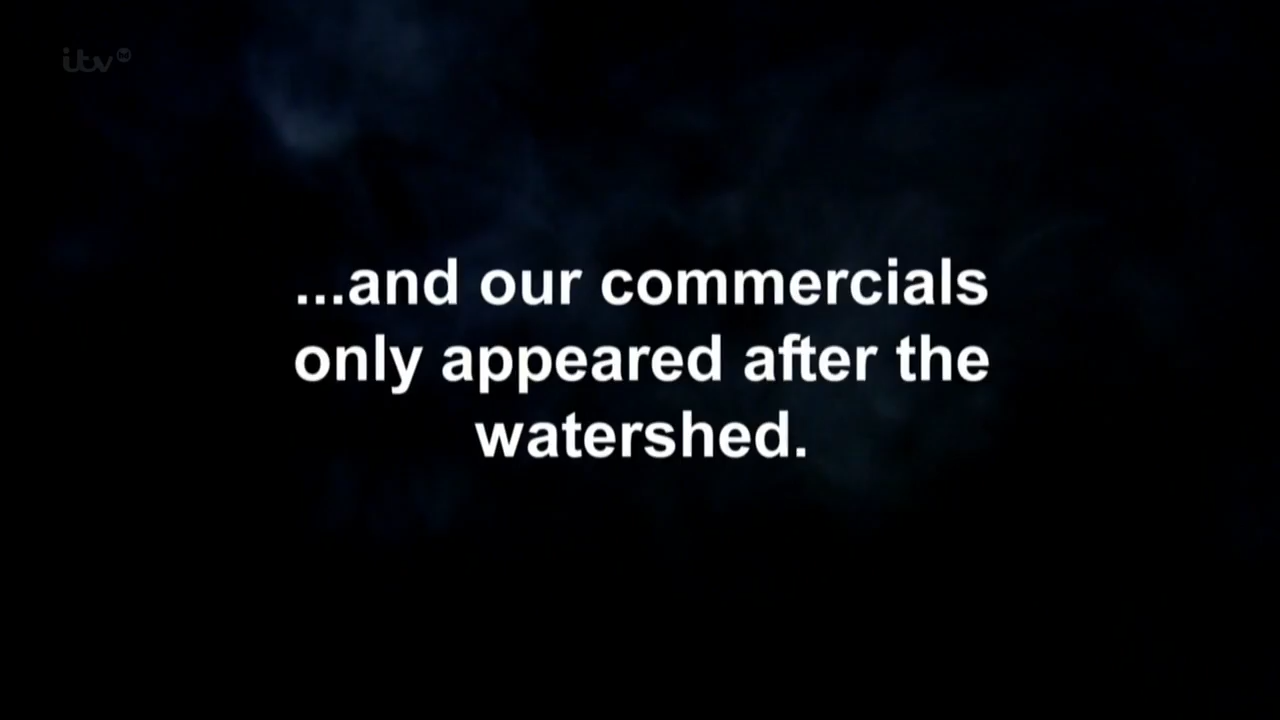 itv
...and our commercials
only appeared after the
watershed.